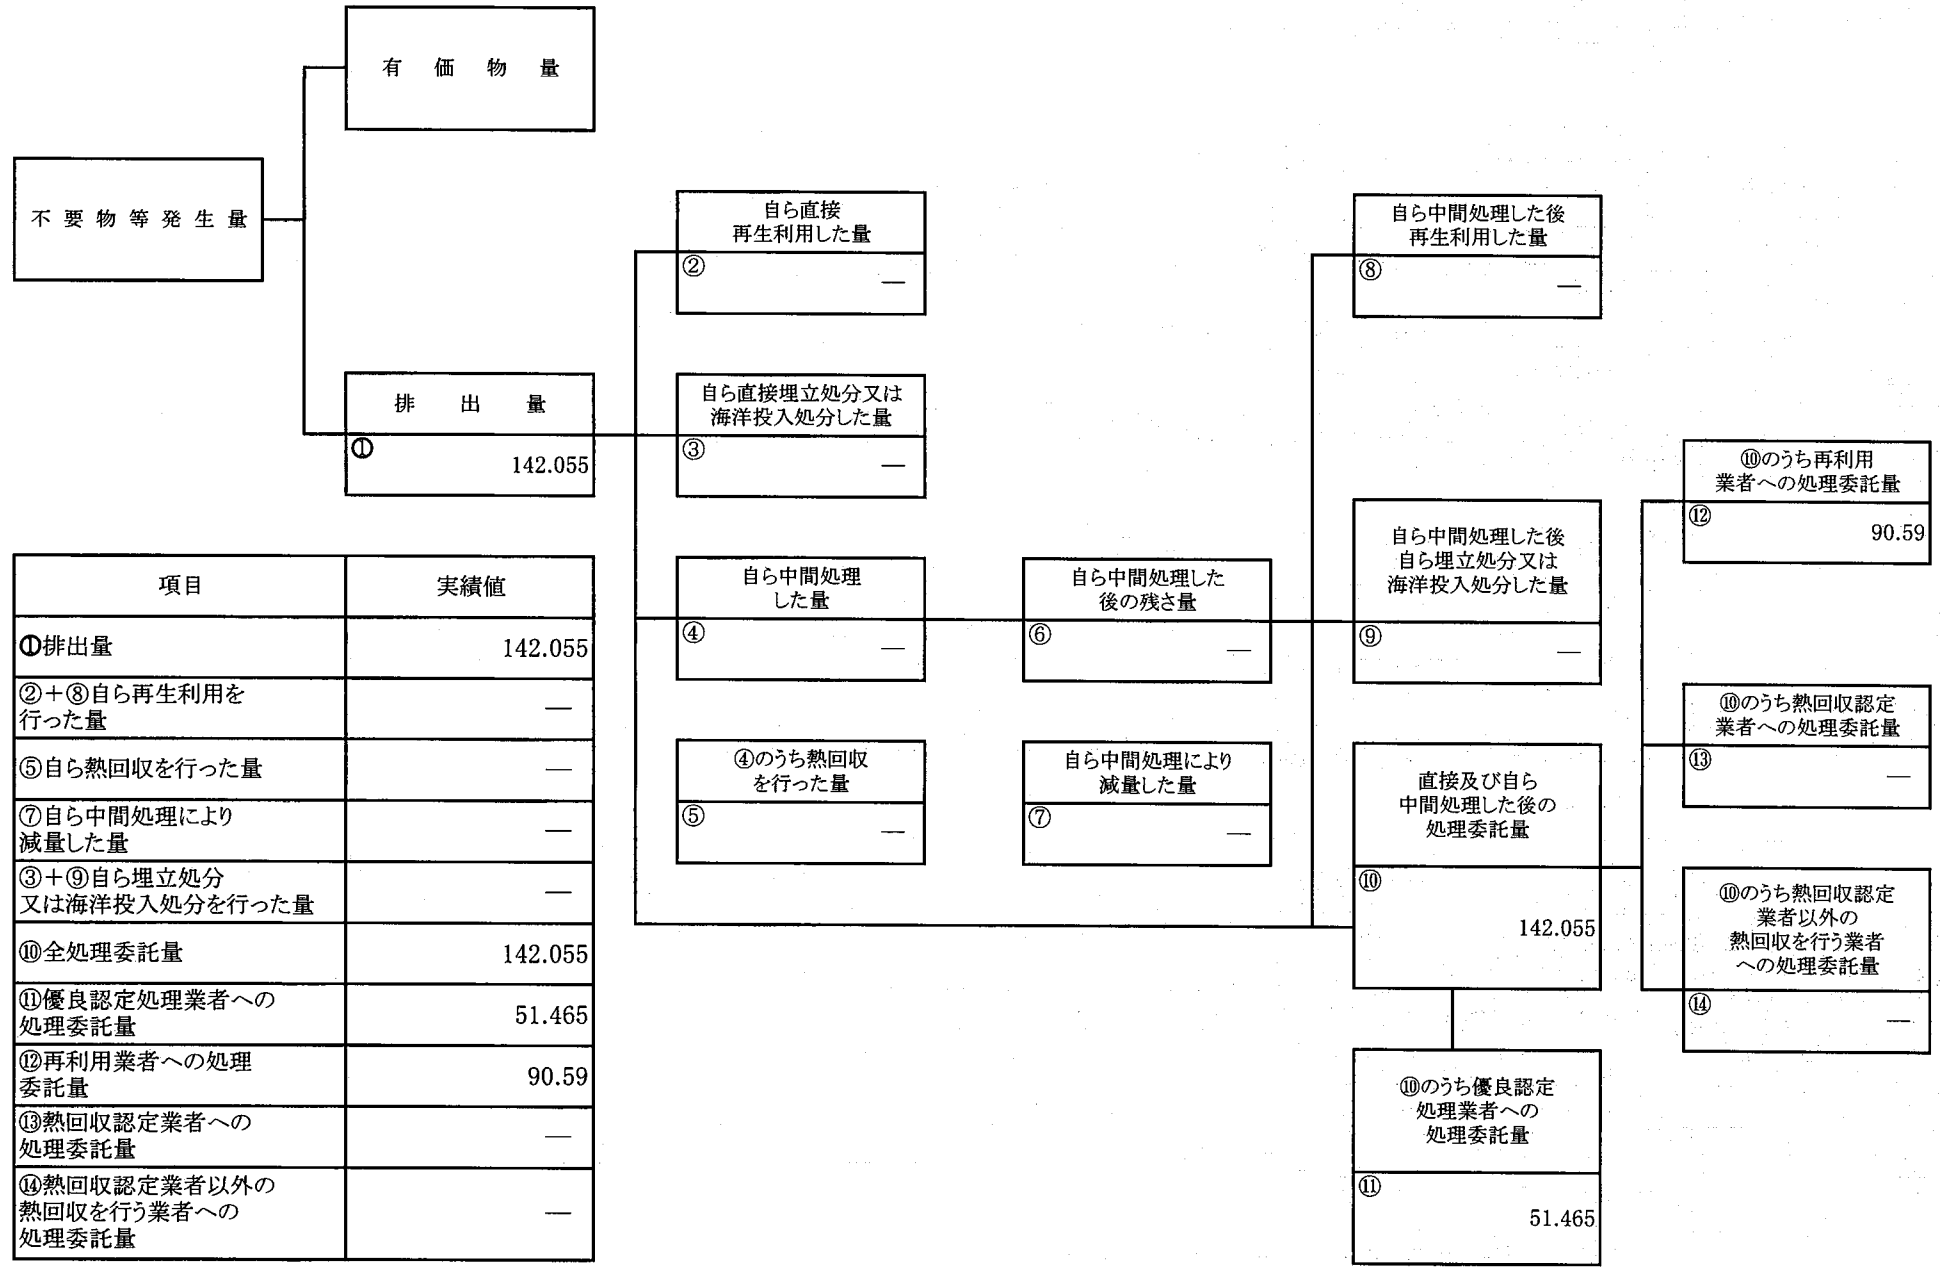 有価物量
不要物等発生量
排出量
①
142.055
自ら直接
再生利用した量
②
—
自ら直接埋立処分又は
海洋投入処分した量
③
—
自ら中間処理
した量
④
—
④のうち熱回収
を行った量
⑤
—
自ら中間処理した
後の残さ量
⑥
—
自ら中間処理により
減量した量
⑦
—
自ら中間処理した後
再生利用した量
⑧
—
自ら中間処理した後
自ら埋立処分又は
海洋投入処分した量
⑨
—
直接及び自ら
中間処理した後の
処理委託量
⑩
142.055
⑩のうち優良認定
処理業者への
処理委託量
⑪
51.465
⑩のうち再利用
業者への処理委託量
⑫
90.59
⑩のうち熱回収認定
業者への処理委託量
⑬
—
⑩のうち熱回収認定
業者以外の
熱回収を行う業者
への処理委託量
⑭
—
項目 実績値
①排出量 142.055
②+⑧自ら再生利用を
行った量 —
⑤自ら熱回収を行った量 —
⑦自ら中間処理により
減量した量 —
③+⑨自ら埋立処分
又は海洋投入処分を行った量 —
⑩全処理委託量 142.055
⑪優良認定処理業者への
処理委託量 51.465
⑫再利用業者への処理
委託量 90.59
⑬熱回収認定業者への
処理委託量 —
⑭熱回収認定業者以外の
熱回収を行う業者への
処理委託量 —